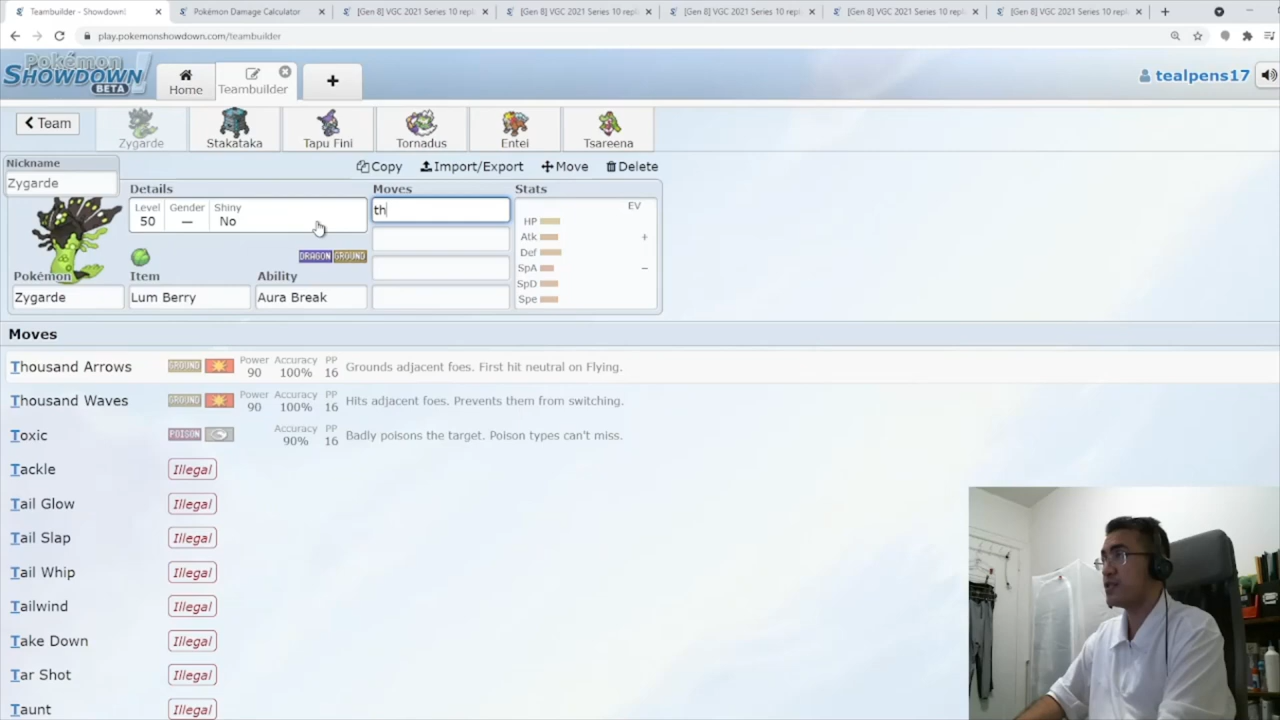 Teambuilder - Showdown!
Pokémon Damage Calculator
[Gen 8] VGC 2021 Series 10 repl
[Gen 8] VGC 2021 Series 10 repl
[Gen 8] VGC 2021 Series 10 repl
[Gen 8] VGC 2021 Series 10 repl
[Gen 8] VGC 2021 Series 10 repl
play.pokemonshowdown.com/teambuilder
Pokémon
SHOWDOWN!
BETA
Home
Teambuilder
tealpens17
Team
Zygarde
Stakataka
Tapu Fini
Tornadus
Entei
Tsareena
Copy
Import/Export
Move
Delete
Nickname
Zygarde
Details
Level
50
Gender
—
Shiny
No
DRAGON
GROUND
Pokémon
Zygarde
Item
Lum Berry
Ability
Aura Break
Moves
th
Stats
EV
HP
Atk
+
Def
SpA
−
SpD
Spe
Moves
Thousand Arrows GROUND Power 90 Accuracy 100% PP 16 Grounds adjacent foes. First hit neutral on Flying.
Thousand Waves GROUND Power 90 Accuracy 100% PP 16 Hits adjacent foes. Prevents them from switching.
Toxic POISON Accuracy 90% PP 16 Badly poisons the target. Poison types can't miss.
Tackle Illegal
Tail Glow Illegal
Tail Slap Illegal
Tail Whip Illegal
Tailwind Illegal
Take Down Illegal
Tar Shot Illegal
Taunt Illegal